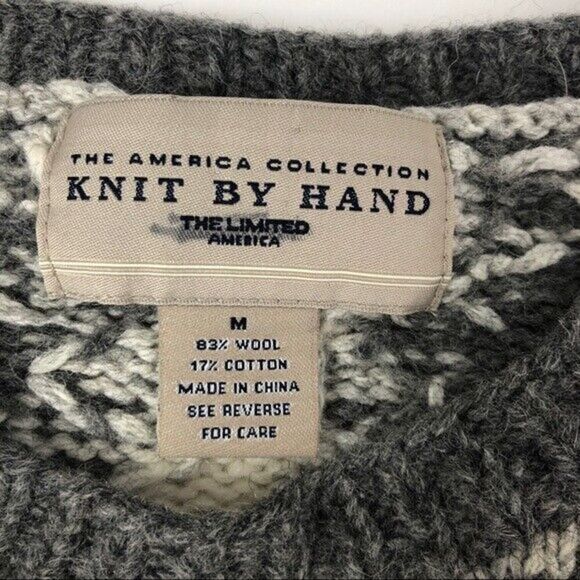 THE AMERICA COLLECTION
KNIT BY HAND
THE LIMITED
AMERICA
M
83% WOOL
17% COTTON
MADE IN CHINA
SEE REVERSE
FOR CARE